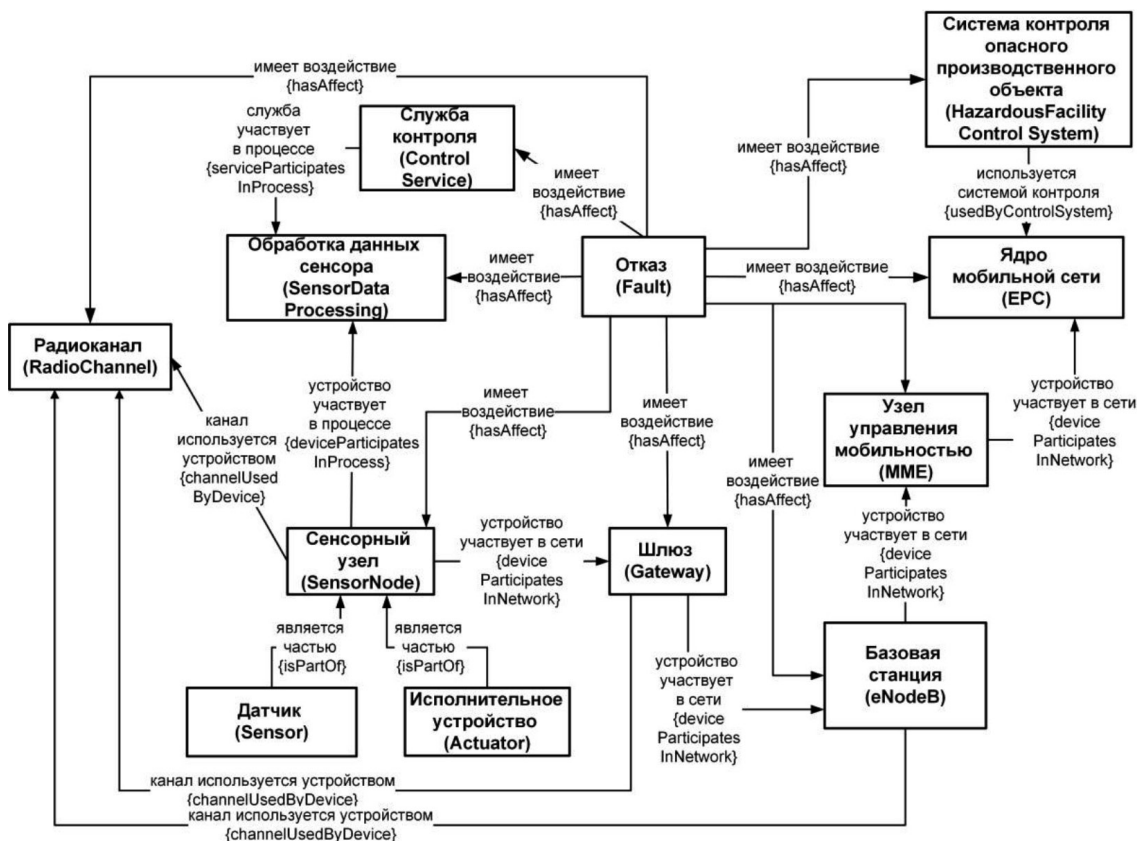 Система контроля
опасного
производственного
объекта
(HazardousFacility
Control System)
имеет воздействие
{hasAffect}
служба
участвует
в процессе
{serviceParticipates
InProcess}
Служба
контроля
(Control
Service)
имеет
воздействие
{hasAffect}
имеет воздействие
{hasAffect}
используется
системой контроля
{usedByControlSystem}
Обработка данных
сенсора
(SensorData
Processing)
имеет
воздействие
{hasAffect}
Отказ
(Fault)
имеет воздействие
{hasAffect}
Ядро
мобильной сети
(EPC)
Радиоканал
(RadioChannel)
канал
используется
устройством
{channelUsed
ByDevice}
устройство
участвует
в процессе
{deviceParticipates
InProcess}
имеет
воздействие
{hasAffect}
имеет
воздействие
{hasAffect}
имеет
воздействие
{hasAffect}
Узел
управления
мобильностью
(MME)
устройство
участвует в сети
{device
Participates
InNetwork}
Сенсорный
узел
(SensorNode)
устройство
участвует в сети
{device
Participates
InNetwork}
Шлюз
(Gateway)
устройство
участвует в сети
{device
Participates
InNetwork}
является
частью
{isPartOf}
является
частью
{isPartOf}
устройство
участвует
в сети
{device
Participates
InNetwork}
Базовая
станция
(eNodeB)
Датчик
(Sensor)
Исполнительное
устройство
(Actuator)
канал используется устройством
{channelUsedByDevice}
канал используется устройством
{channelUsedByDevice}